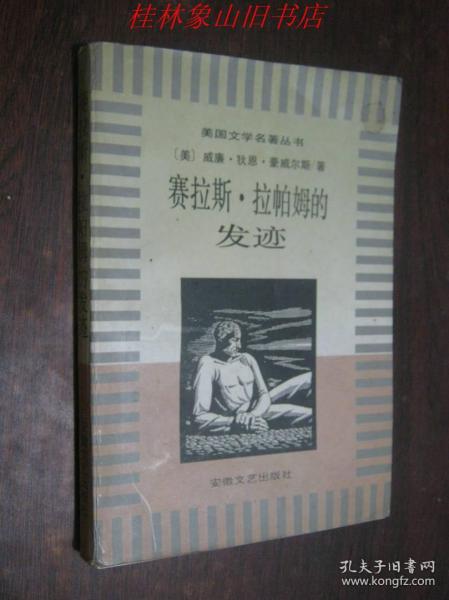 桂林象山旧书店
美国文学名著丛书
〔美〕威廉·狄恩·豪威尔斯/著
赛拉斯·拉帕姆的
发迹
安徽文艺出版社
孔夫子旧书网
www.kongfz.com